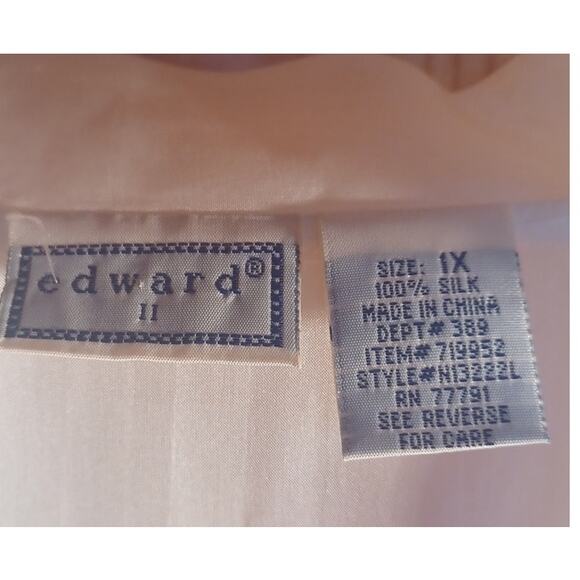 edward®
II
SIZE: 1X
100% SILK
MADE IN CHINA
DEPT# 389
ITEM# 719952
STYLE#N13222L
RN 77791
SEE REVERSE
FOR CARE